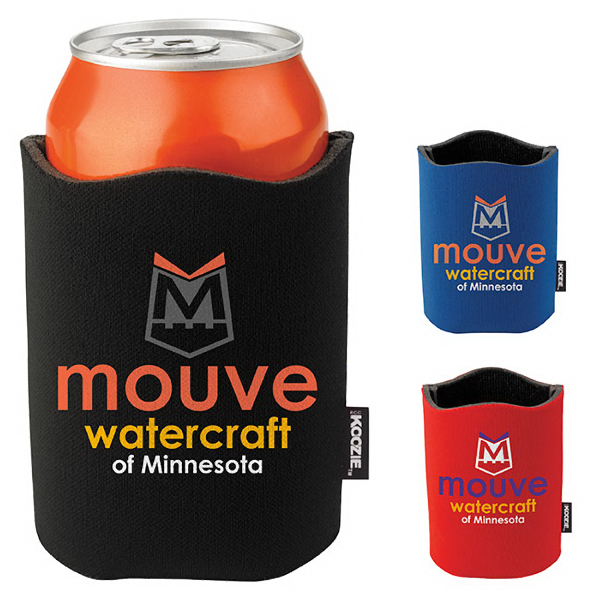 M
mouve
watercraft
of Minnesota
KOOZIE
M
mouve
watercraft
of Minnesota
KOOZIE
M
mouve
watercraft
of Minnesota
KOOZIE